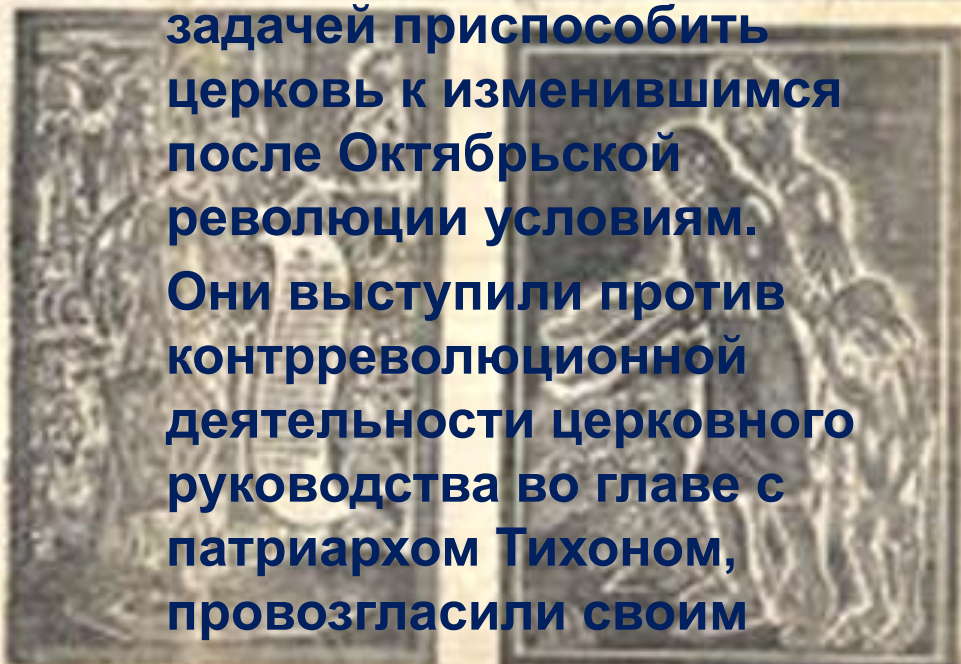 задачей приспособить
церковь к изменившимся
после Октябрьской
революции условиям.
Они выступили против
контрреволюционной
деятельности церковного
руководства во главе с
патриархом Тихоном,
провозгласили своим